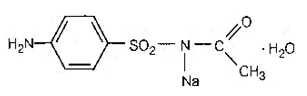 O
H₂N SO₂ N C · H₂O
Na CH₃